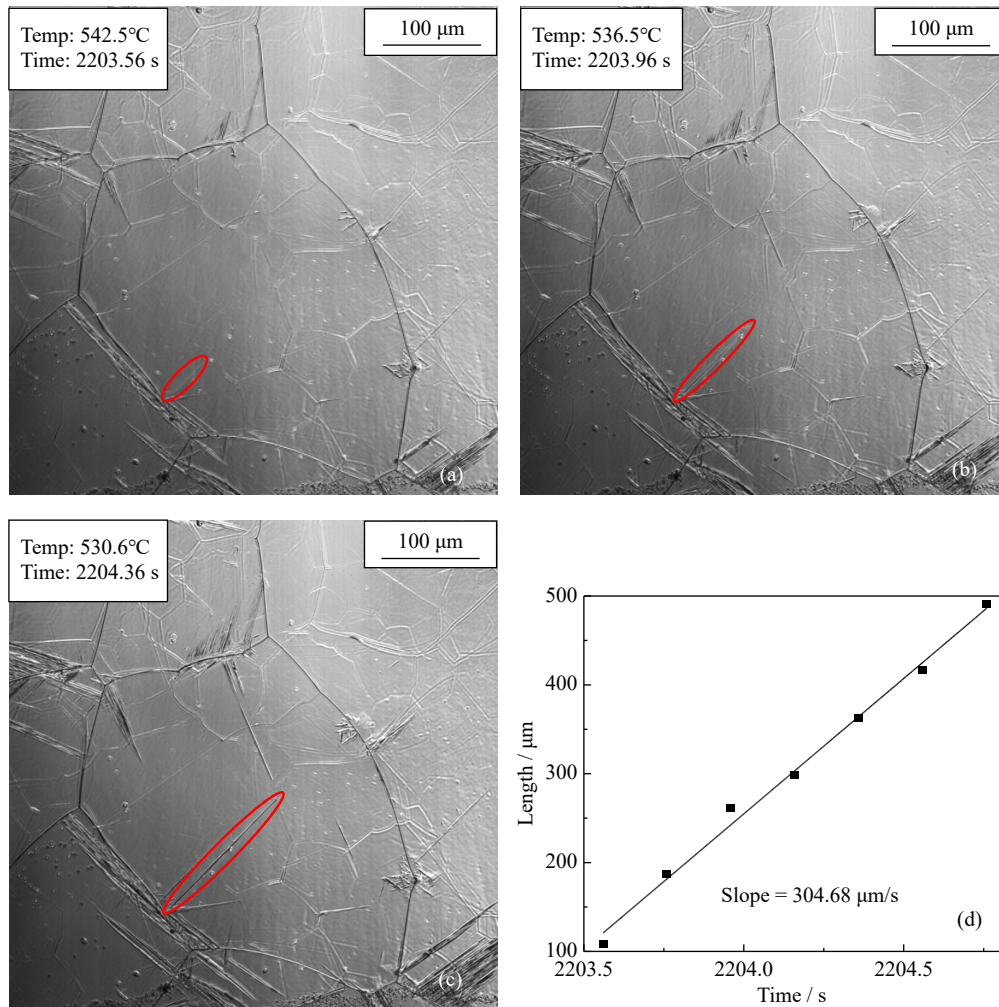 Temp: 542.5°C
Time: 2203.56 s
100 μm
(a)
Temp: 536.5°C
Time: 2203.96 s
100 μm
(b)
Temp: 530.6°C
Time: 2204.36 s
100 μm
(c)
500
400
300
200
100
Length / μm
Slope = 304.68 μm/s
(d)
2203.5
2204.0
2204.5
Time / s